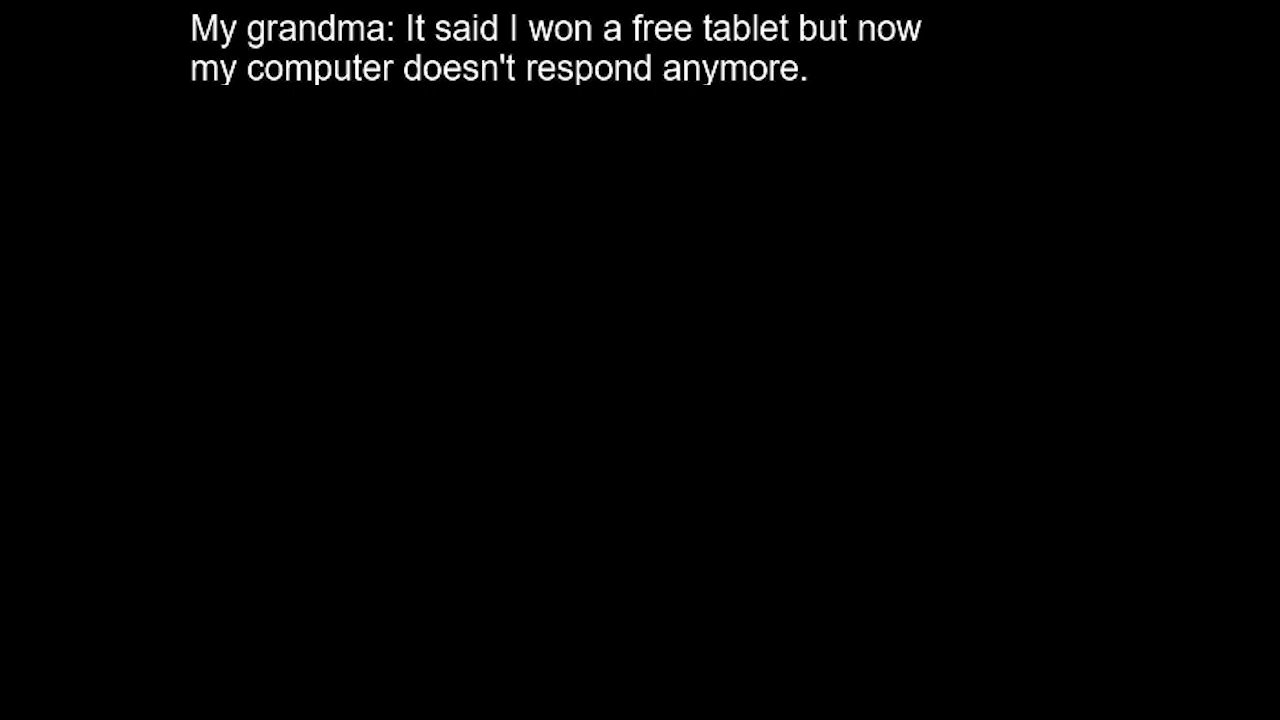 My grandma: It said I won a free tablet but now
my computer doesn't respond anymore.